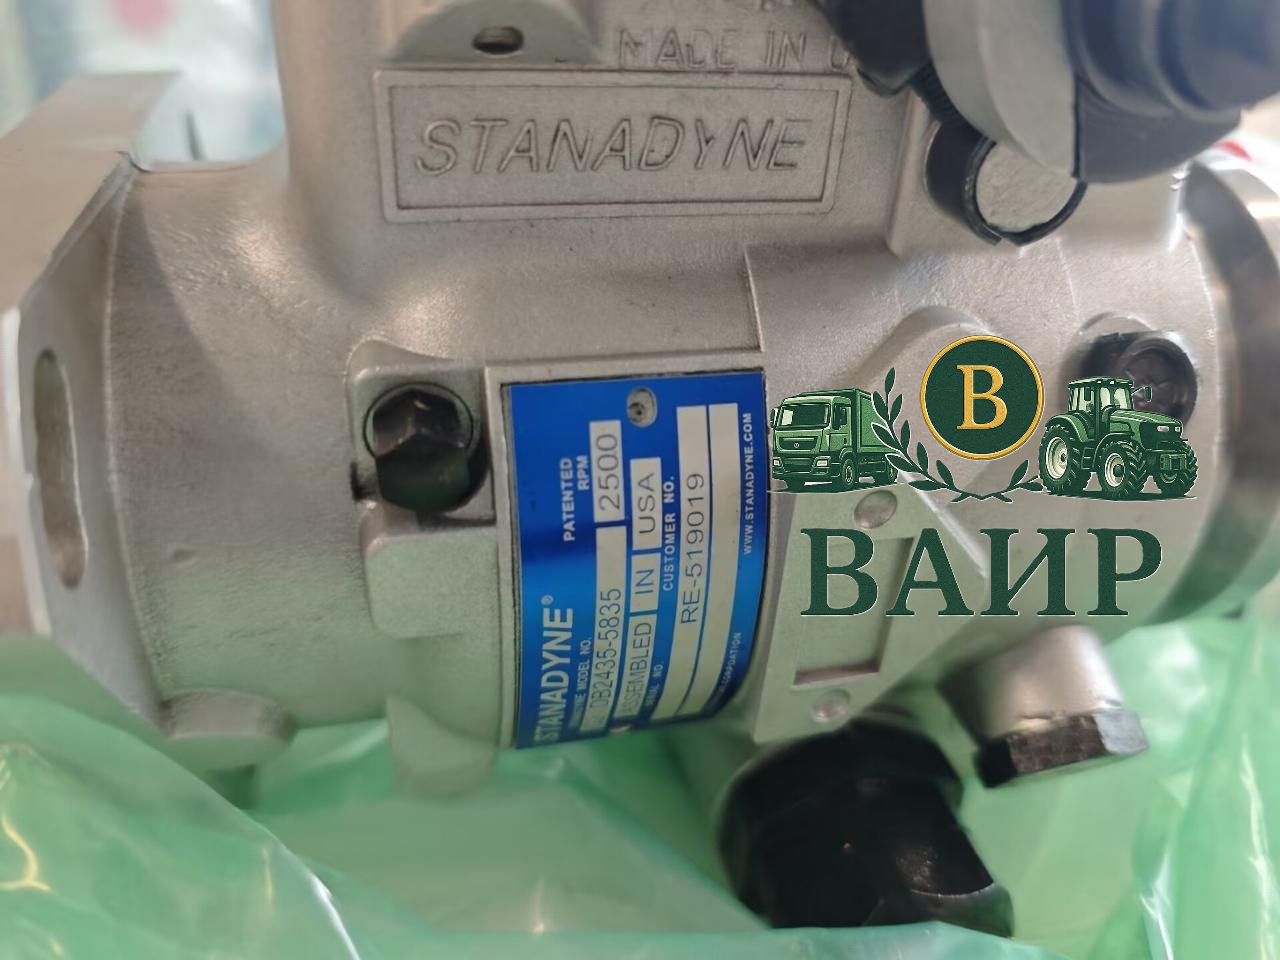 MADE IN U
STANADYNE
STANADYNE®
MODEL NO.
DB2435-5835
PATENTED
RPM
2500
ASSEMBLED IN USA
SERIAL NO.
CUSTOMER NO.
RE-519019
WWW.STANADYNE.COM
В
ВАИР